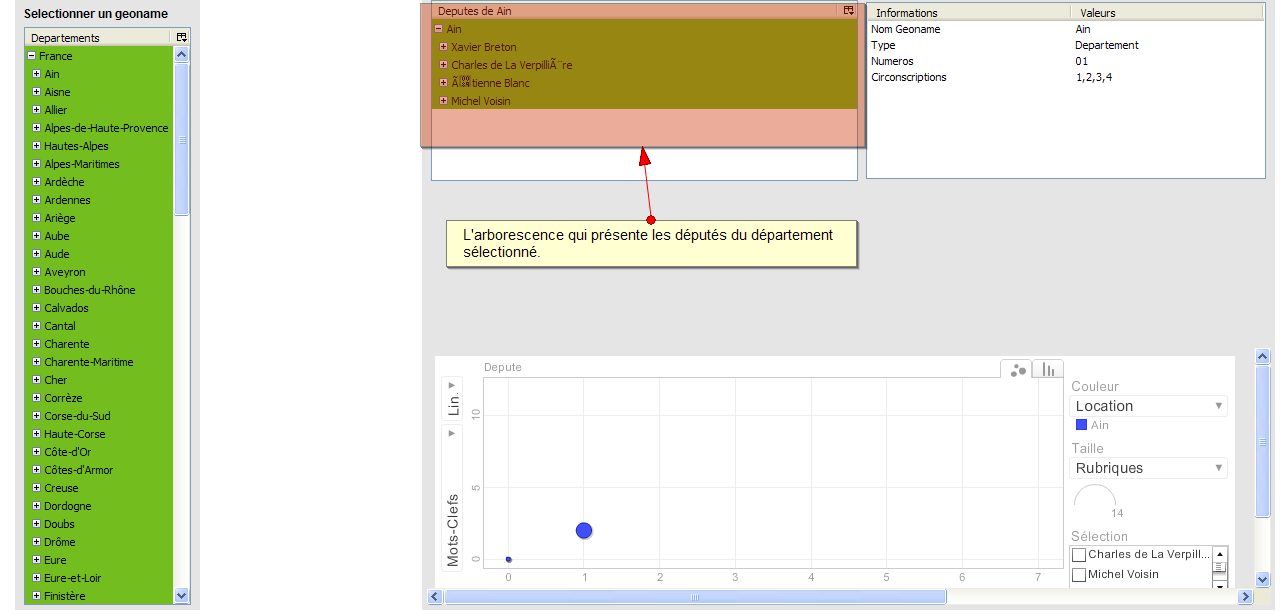 Selectionner un geoname
Departements
France
Ain
Aisne
Allier
Alpes-de-Haute-Provence
Hautes-Alpes
Alpes-Maritimes
Ardèche
Ardennes
Ariège
Aube
Aude
Aveyron
Bouches-du-Rhône
Calvados
Cantal
Charente
Charente-Maritime
Cher
Corrèze
Corse-du-Sud
Haute-Corse
Côte-d'Or
Côtes-d'Armor
Creuse
Dordogne
Doubs
Drôme
Eure
Eure-et-Loir
Finistère
Deputes de Ain
Ain
Xavier Breton
Charles de La VerpilliÃ¨re
Ãtienne Blanc
Michel Voisin
Informations Valeurs
Nom Geoname Ain
Type Departement
Numeros 01
Circonscriptions 1,2,3,4
L'arborescence qui présente les députés du département
sélectionné.
Depute
Lin.
Mots-Clefs
10
5
0
0 1 2 3 4 5 6 7
Couleur
Location
Ain
Taille
Rubriques
14
Sélection
Charles de La Verpill...
Michel Voisin